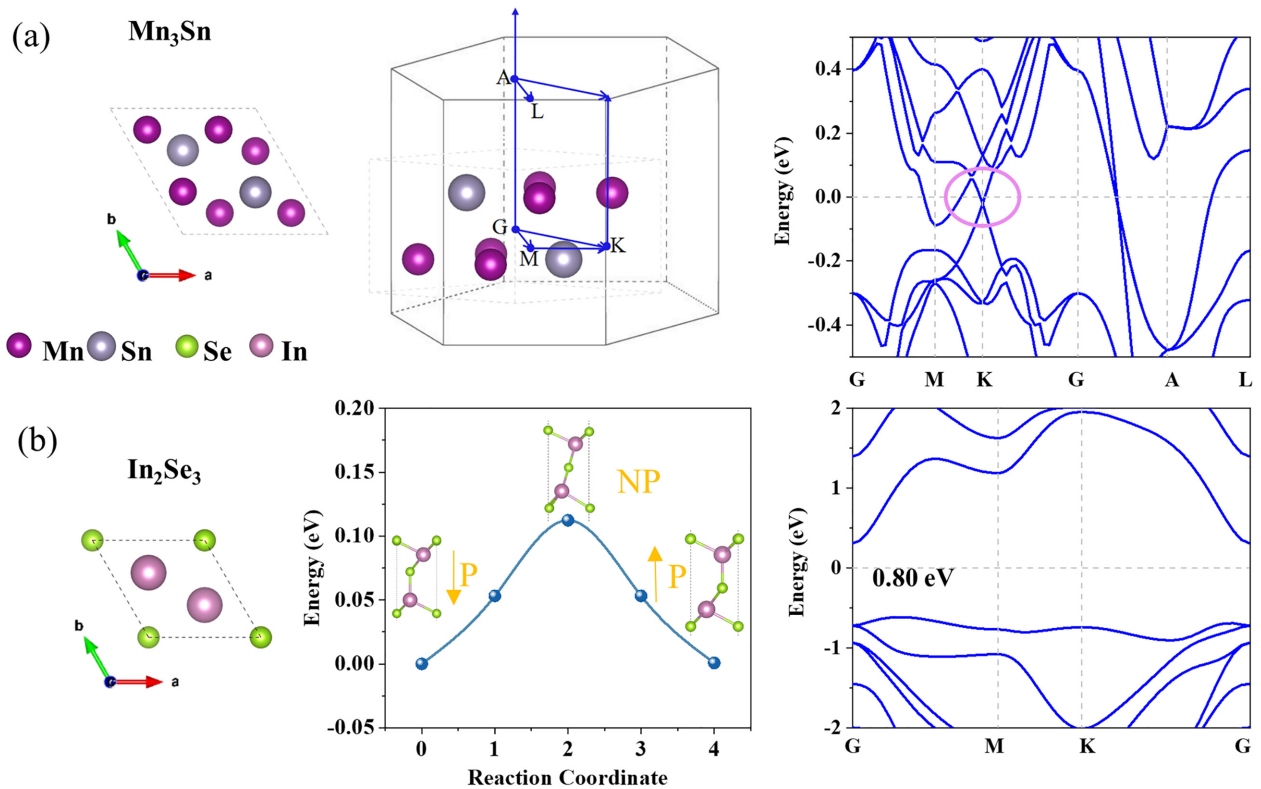 (a)
Mn₃Sn
b
a
Mn
Sn
Se
In
A
L
G
M
K
Energy (eV)
0.4
0.2
0.0
-0.2
-0.4
G M K G A L
(b)
In₂Se₃
b
a
Energy (eV)
0.20
0.15
0.10
0.05
0.00
-0.05
P
NP
P
0 1 2 3 4
Reaction Coordinate
Energy (eV)
2
1
0
-1
-2
0.80 eV
G M K G